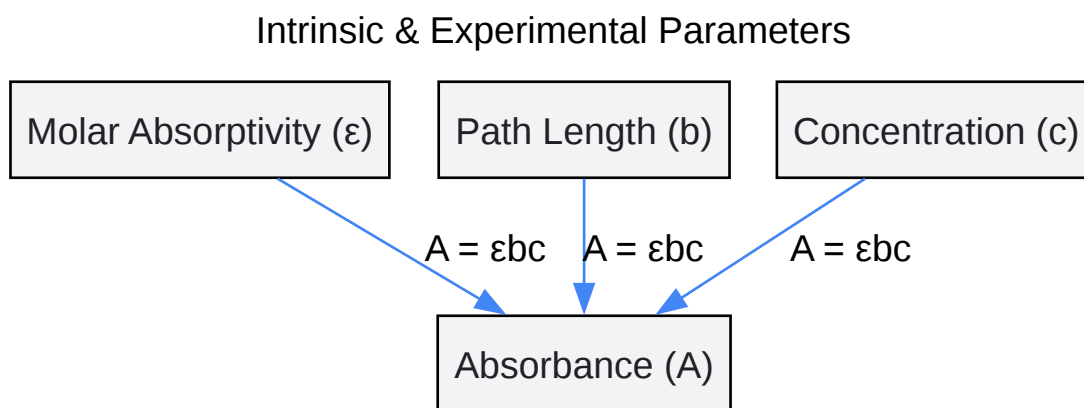 Intrinsic & Experimental Parameters
Molar Absorptivity (ε)
Path Length (b)
Concentration (c)
A = εbc
A = εbc
A = εbc
Absorbance (A)